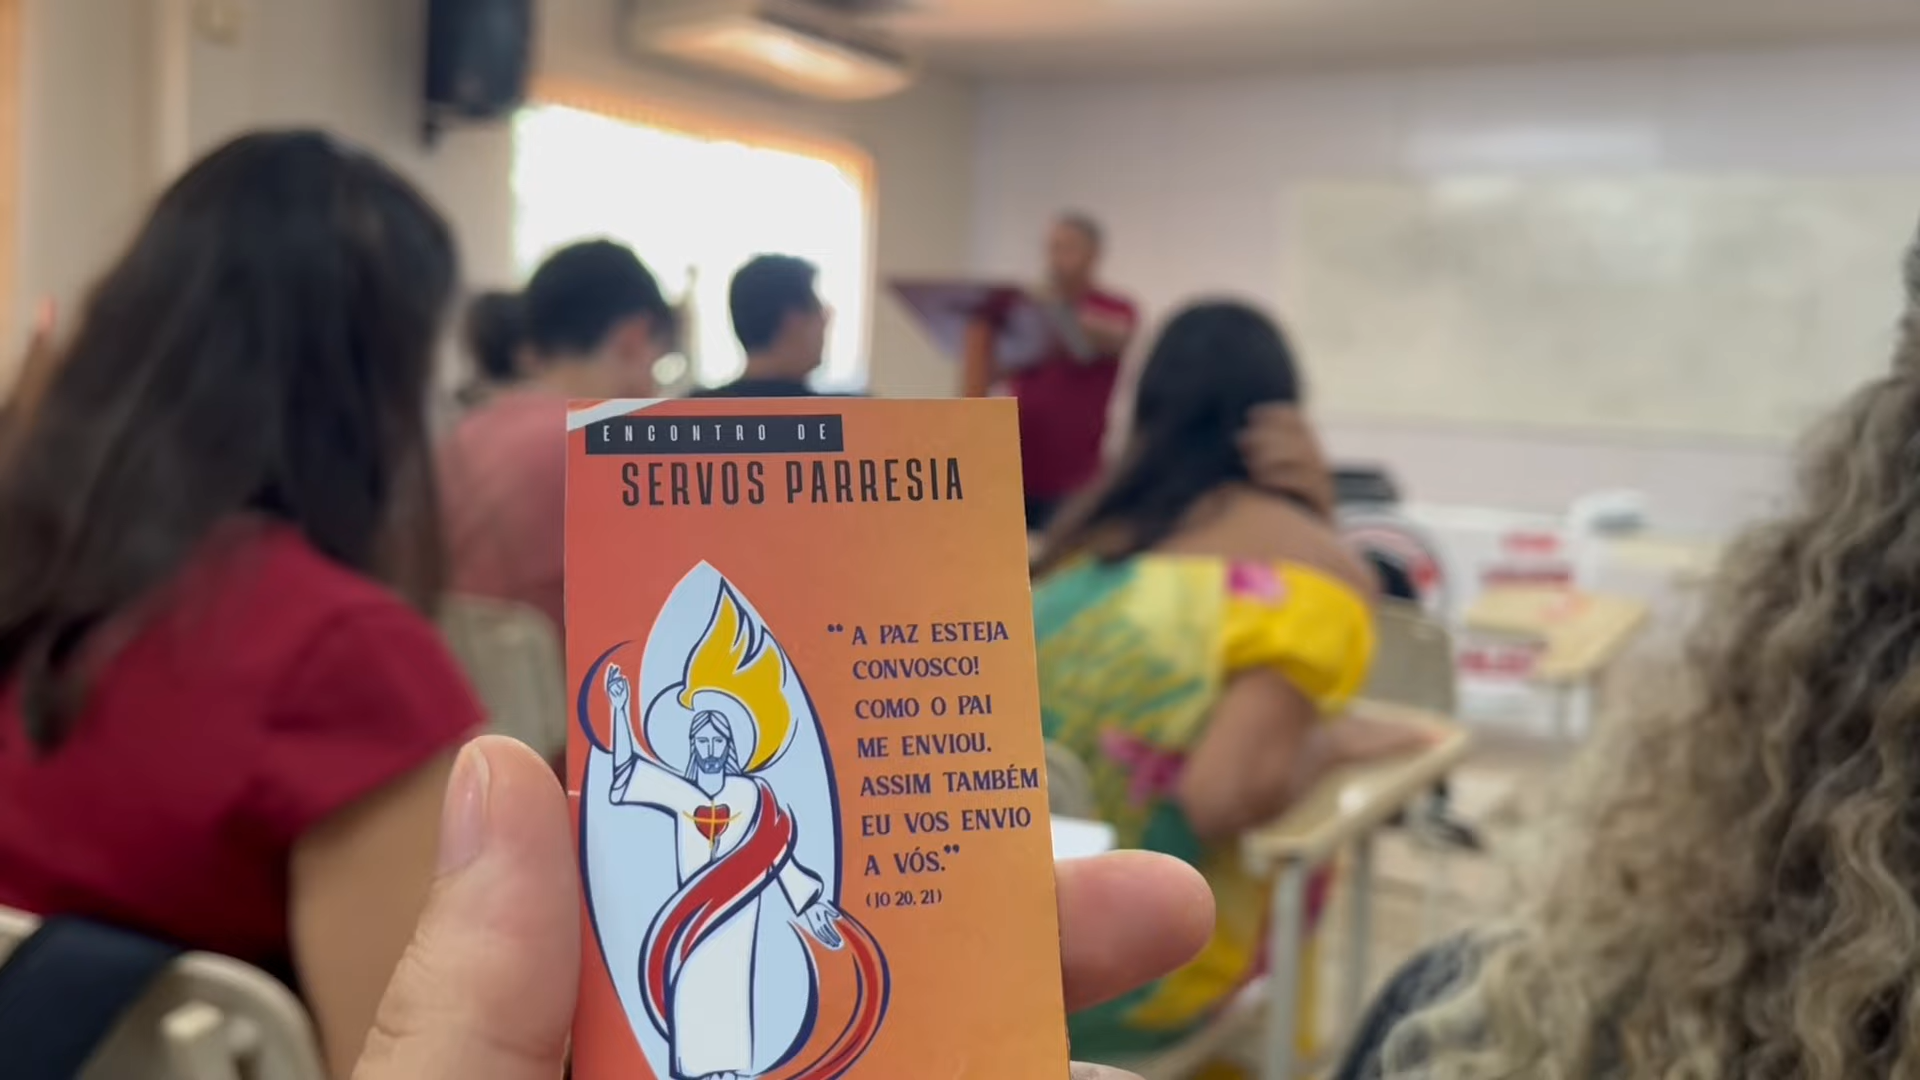 ENCONTRO DE
SERVOS PARRESIA
“A PAZ ESTEJA
CONVOSCO!
COMO O PAI
ME ENVIOU.
ASSIM TAMBÉM
EU VOS ENVIO
A VÓS.”
(JO 20, 21)